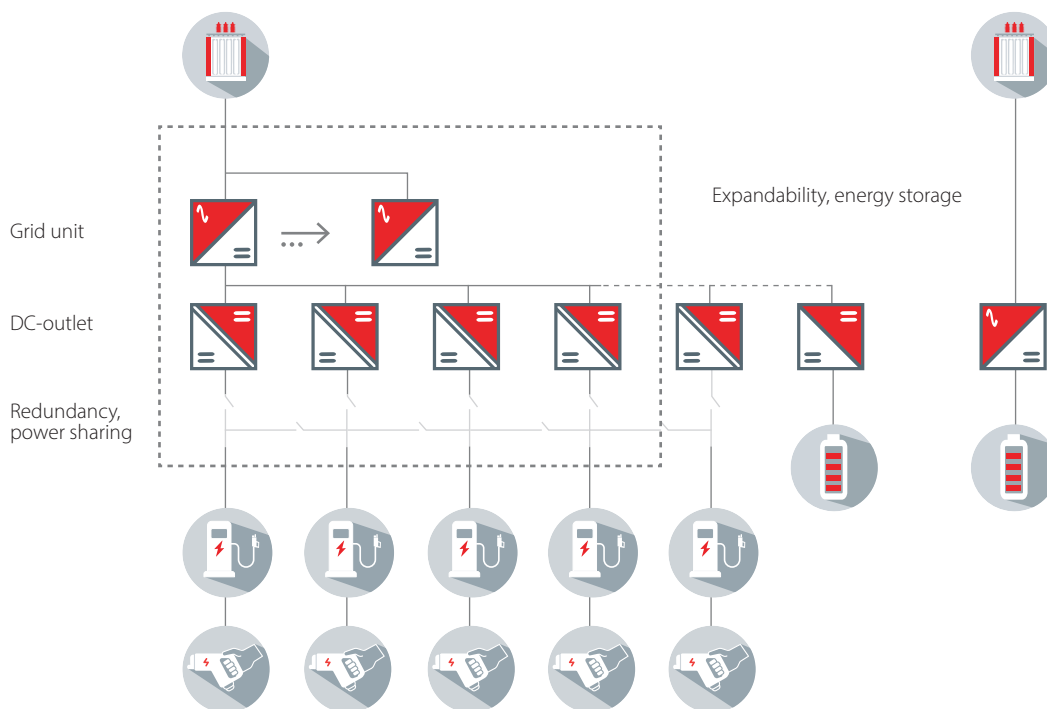 Expandability, energy storage
Grid unit
DC-outlet
Redundancy,
power sharing